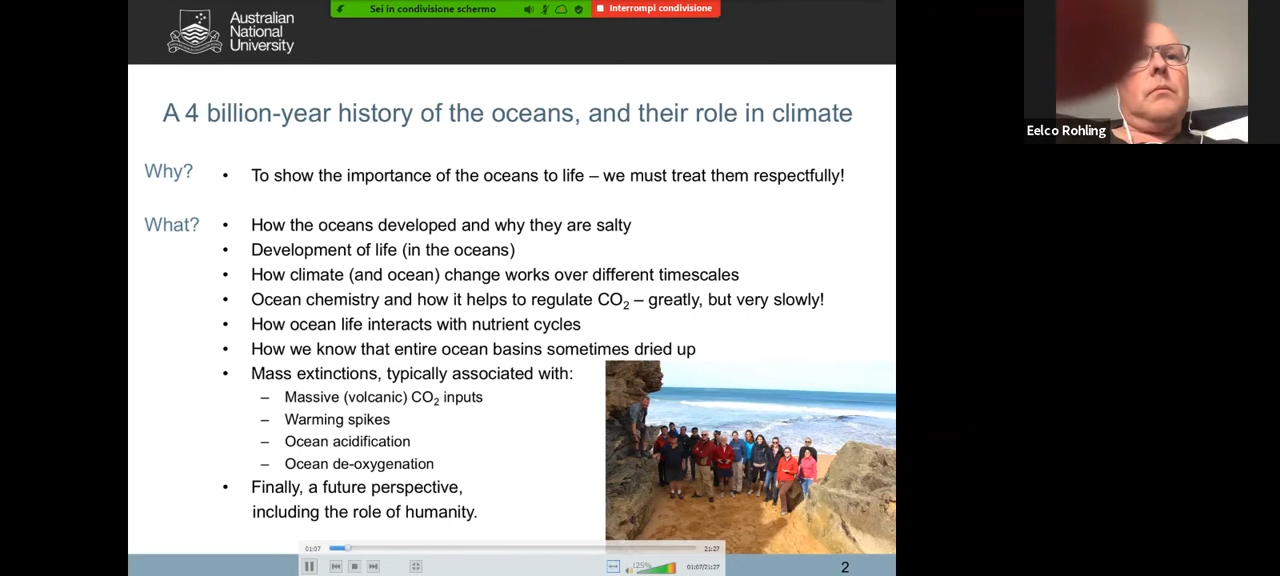 Australian
National
University
Sei in condivisione schermo
Interrompi condivisione
Eelco Rohling
A 4 billion-year history of the oceans, and their role in climate
Why?
• To show the importance of the oceans to life – we must treat them respectfully!
What?
• How the oceans developed and why they are salty
• Development of life (in the oceans)
• How climate (and ocean) change works over different timescales
• Ocean chemistry and how it helps to regulate CO₂ – greatly, but very slowly!
• How ocean life interacts with nutrient cycles
• How we know that entire ocean basins sometimes dried up
• Mass extinctions, typically associated with:
– Massive (volcanic) CO₂ inputs
– Warming spikes
– Ocean acidification
– Ocean de-oxygenation
• Finally, a future perspective,
including the role of humanity.
01:07
21:27
125%
01:07/21:27
2